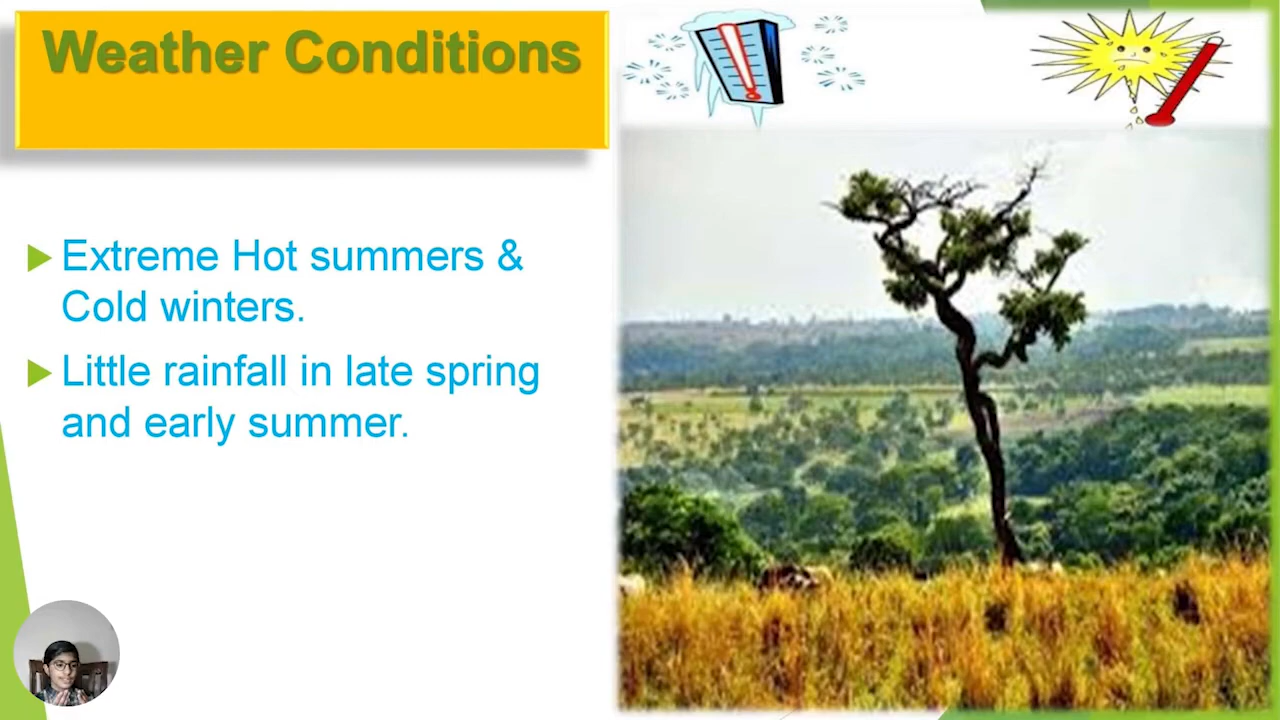 Weather Conditions
Extreme Hot summers &
Cold winters.
Little rainfall in late spring
and early summer.